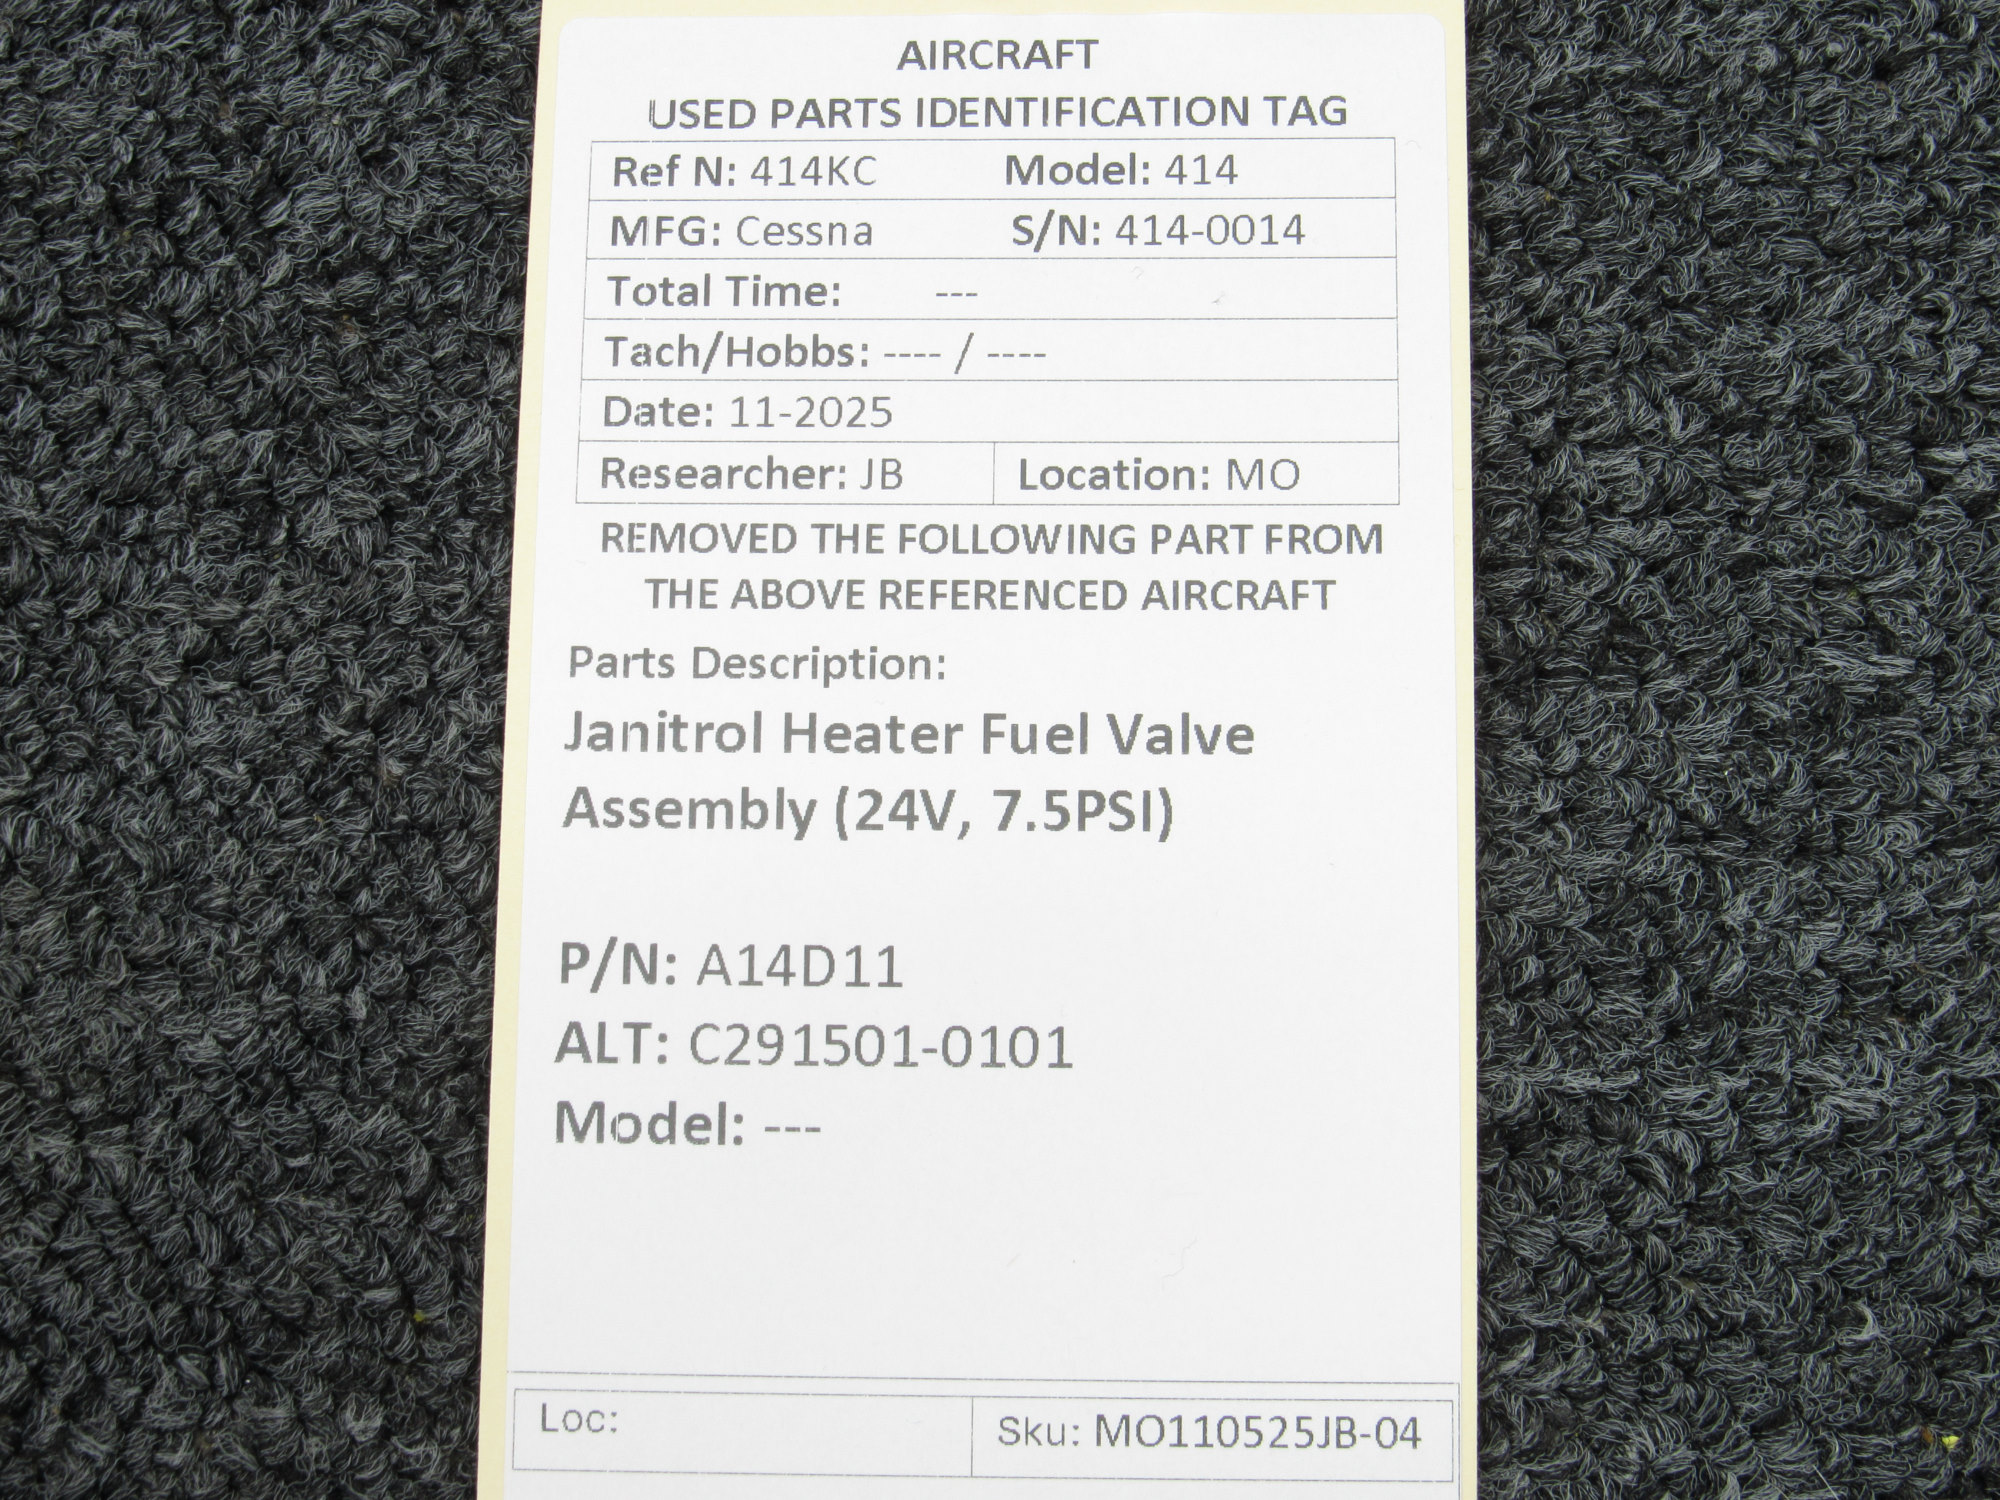 AIRCRAFT
USED PARTS IDENTIFICATION TAG
Ref N: 414KC Model: 414
MFG: Cessna S/N: 414-0014
Total Time: ---
Tach/Hobbs: ---- / ----
Date: 11-2025
Researcher: JB Location: MO
REMOVED THE FOLLOWING PART FROM
THE ABOVE REFERENCED AIRCRAFT
Parts Description:
Janitrol Heater Fuel Valve
Assembly (24V, 7.5PSI)
P/N: A14D11
ALT: C291501-0101
Model: ---
Loc: Sku: MO110525JB-04